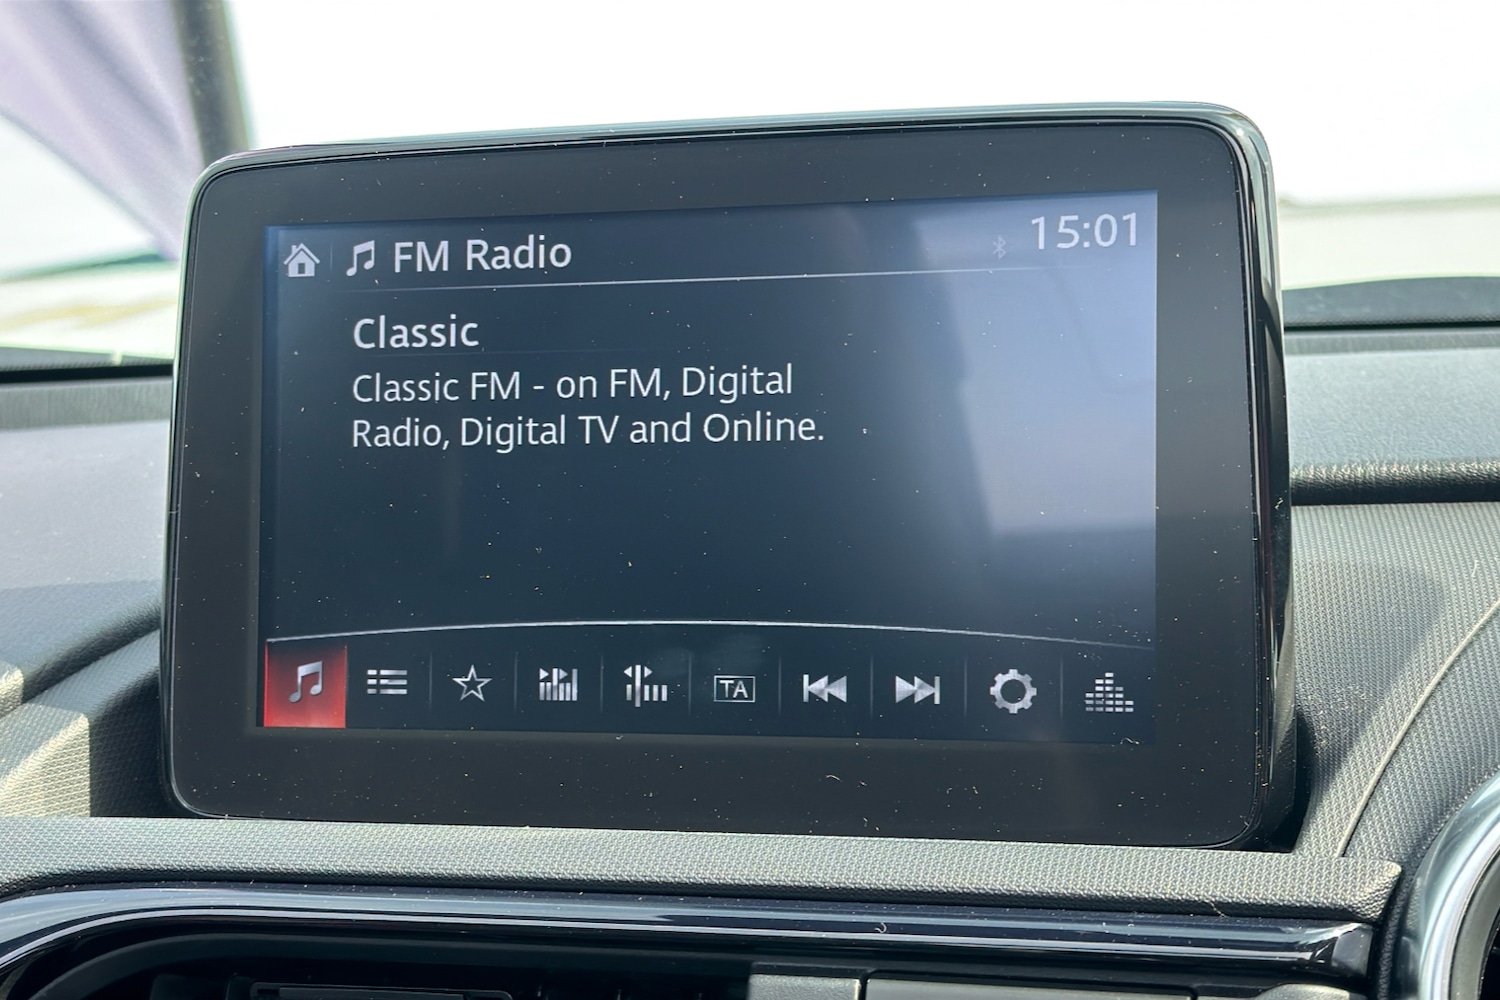 FM Radio
15:01
Classic
Classic FM - on FM, Digital
Radio, Digital TV and Online.
TA